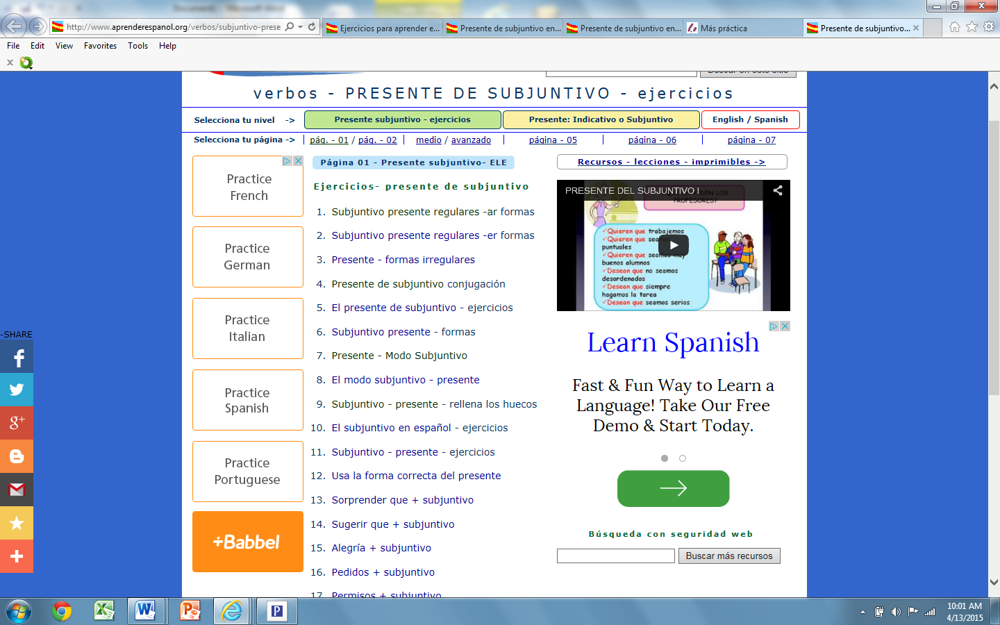 http://www.aprenderespanol.org/verbos/subjuntivo-prese
Ejercicios para aprender e...
Presente de subjuntivo en...
Presente de subjuntivo en...
Más práctica
Presente de subjuntivo...
File Edit View Favorites Tools Help
verbos - PRESENTE DE SUBJUNTIVO - ejercicios
Selecciona tu nivel ->
Presente subjuntivo - ejercicios
Presente: Indicativo o Subjuntivo
English / Spanish
Selecciona tu página ->
pág. - 01 / pág. - 02
medio / avanzado
página - 05
página - 06
página - 07
Practice
French
Practice
German
Practice
Italian
Practice
Spanish
Practice
Portuguese
+Babbel
-SHARE
Página 01 - Presente subjuntivo- ELE
Ejercicios- presente de subjuntivo
1. Subjuntivo presente regulares -ar formas
2. Subjuntivo presente regulares -er formas
3. Presente - formas irregulares
4. Presente de subjuntivo conjugación
5. El presente de subjuntivo - ejercicios
6. Subjuntivo presente - formas
7. Presente - Modo Subjuntivo
8. El modo subjuntivo - presente
9. Subjuntivo - presente - rellena los huecos
10. El subjuntivo en español - ejercicios
11. Subjuntivo - presente - ejercicios
12. Usa la forma correcta del presente
13. Sorprender que + subjuntivo
14. Sugerir que + subjuntivo
15. Alegría + subjuntivo
16. Pedidos + subjuntivo
17. Permisos + subjuntivo
Recursos - lecciones - imprimibles ->
PRESENTE DEL SUBJUNTIVO I
PROFESORES?
Quieren que trabajemos
Quieren que seamos
puntuales
Quieren que seamos muy
buenos alumnos
Desean que no seamos
desordenados
Desean que siempre
hagamos la tarea
Desean que seamos serios
Learn Spanish
Fast & Fun Way to Learn a
Language! Take Our Free
Demo & Start Today.
Búsqueda con seguridad web
Buscar más recursos
10:01 AM
4/13/2015